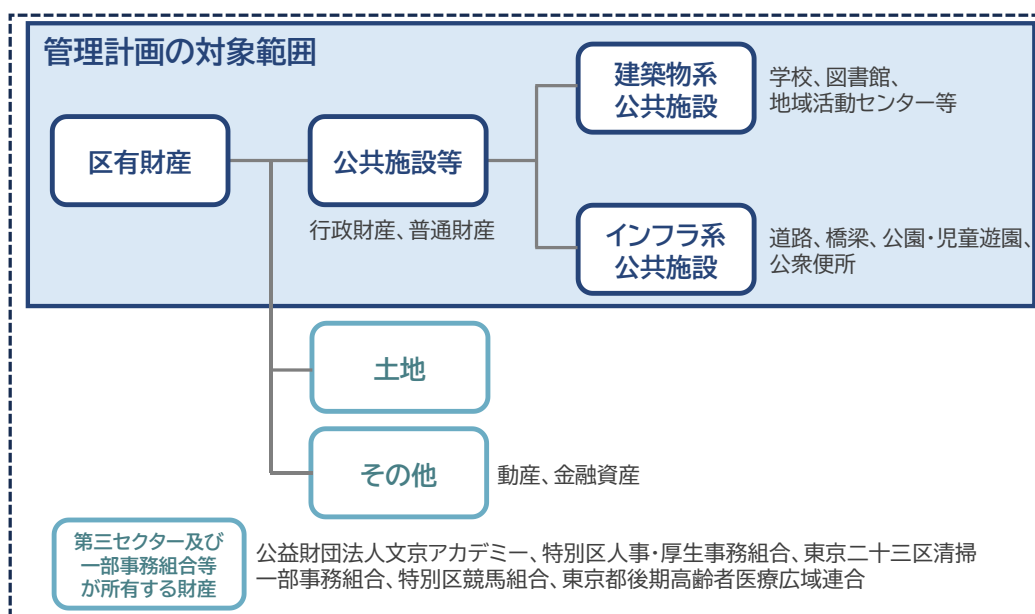 管理計画の対象範囲
建築物系
公共施設
学校、図書館、
地域活動センター等
区有財産
公共施設等
行政財産、普通財産
インフラ系
公共施設
道路、橋梁、公園・児童遊園、
公衆便所
土地
その他
動産、金融資産
第三セクター及び
一部事務組合等
が所有する財産
公益財団法人文京アカデミー、特別区人事・厚生事務組合、東京二十三区清掃
一部事務組合、特別区競馬組合、東京都後期高齢者医療広域連合